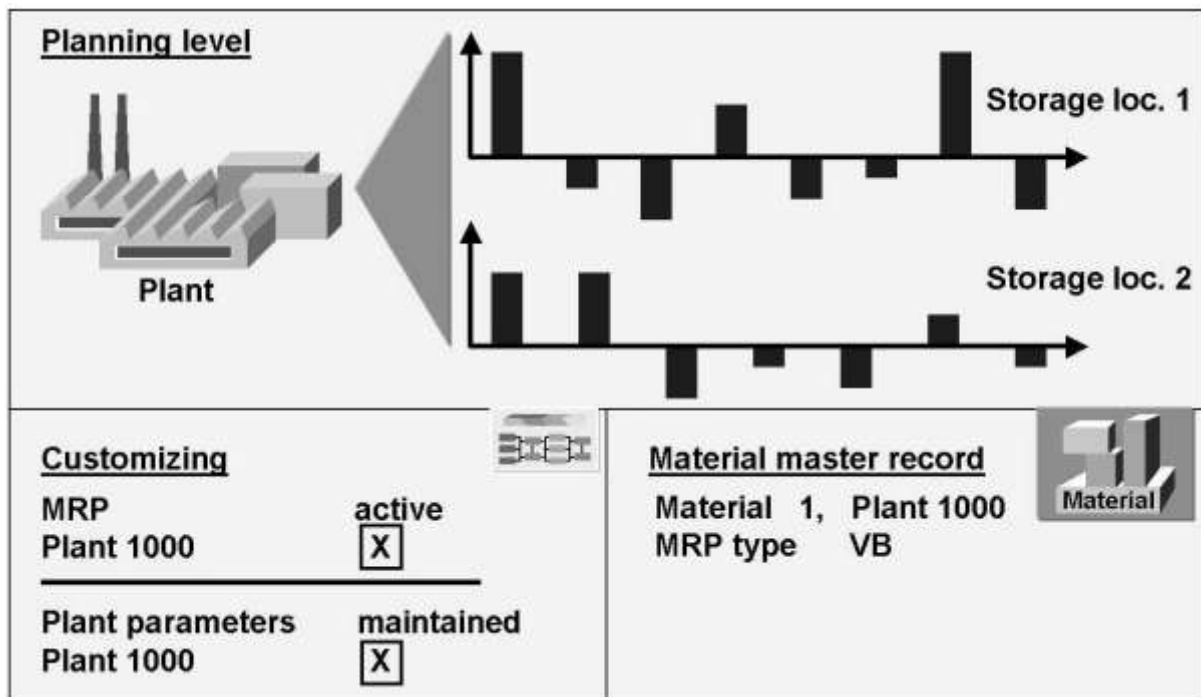 Planning level
Storage loc. 1
Storage loc. 2
Plant
Customizing
MRP active
Plant 1000 X
Plant parameters maintained
Plant 1000 X
Material master record
Material 1, Plant 1000
MRP type VB
Material